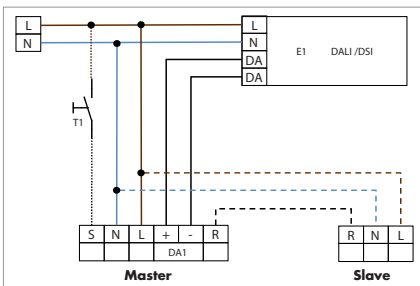 L
N
L
N
DA
DA
E1 DALI /DSI
T1
S N L + - R
DA1
Master
R N L
Slave